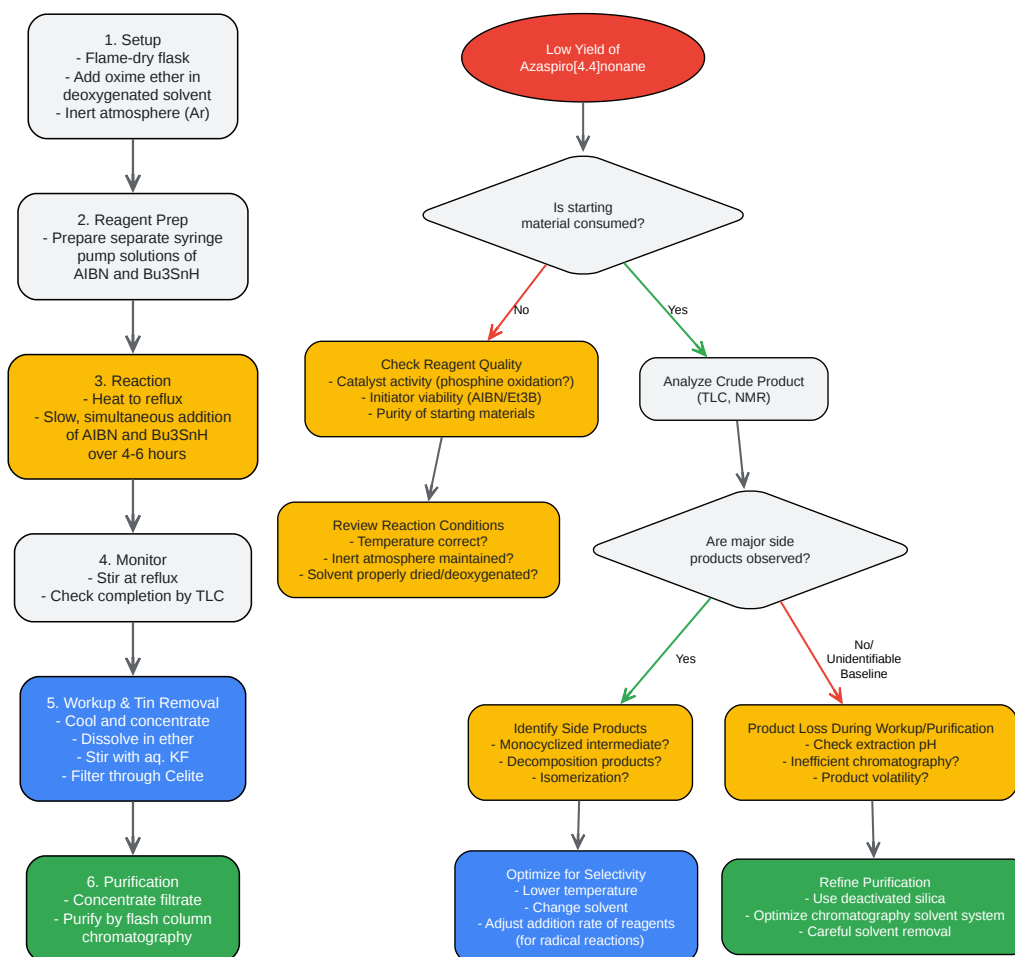 1. Setup
- Flame-dry flask
- Add oxime ether in
deoxygenated solvent
- Inert atmosphere (Ar)
2. Reagent Prep
- Prepare separate syringe
pump solutions of
AIBN and Bu3SnH
3. Reaction
- Heat to reflux
- Slow, simultaneous addition
of AIBN and Bu3SnH
over 4-6 hours
4. Monitor
- Stir at reflux
- Check completion by TLC
5. Workup & Tin Removal
- Cool and concentrate
- Dissolve in ether
- Stir with aq. KF
- Filter through Celite
6. Purification
- Concentrate filtrate
- Purify by flash column
chromatography
Low Yield of
Azaspiro[4.4]nonane
Is starting
material consumed?
No
Yes
Check Reagent Quality
- Catalyst activity (phosphine oxidation?)
- Initiator viability (AIBN/Et3B)
- Purity of starting materials
Analyze Crude Product
(TLC, NMR)
Review Reaction Conditions
- Temperature correct?
- Inert atmosphere maintained?
- Solvent properly dried/deoxygenated?
Are major side
products observed?
Yes
No/
Unidentifiable
Baseline
Identify Side Products
- Monocyclized intermediate?
- Decomposition products?
- Isomerization?
Product Loss During Workup/Purification
- Check extraction pH
- Inefficient chromatography?
- Product volatility?
Optimize for Selectivity
- Lower temperature
- Change solvent
- Adjust addition rate of reagents
(for radical reactions)
Refine Purification
- Use deactivated silica
- Optimize chromatography solvent system
- Careful solvent removal